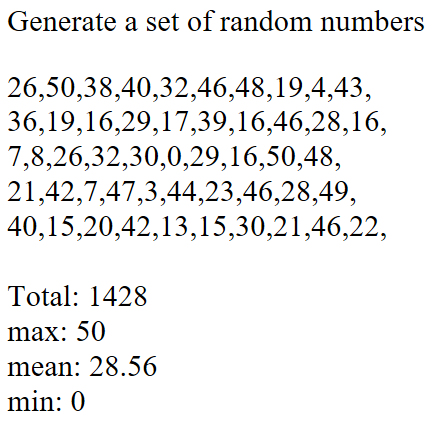 Generate a set of random numbers
26,50,38,40,32,46,48,19,4,43,
36,19,16,29,17,39,16,46,28,16,
7,8,26,32,30,0,29,16,50,48,
21,42,7,47,3,44,23,46,28,49,
40,15,20,42,13,15,30,21,46,22,
Total: 1428
max: 50
mean: 28.56
min: 0